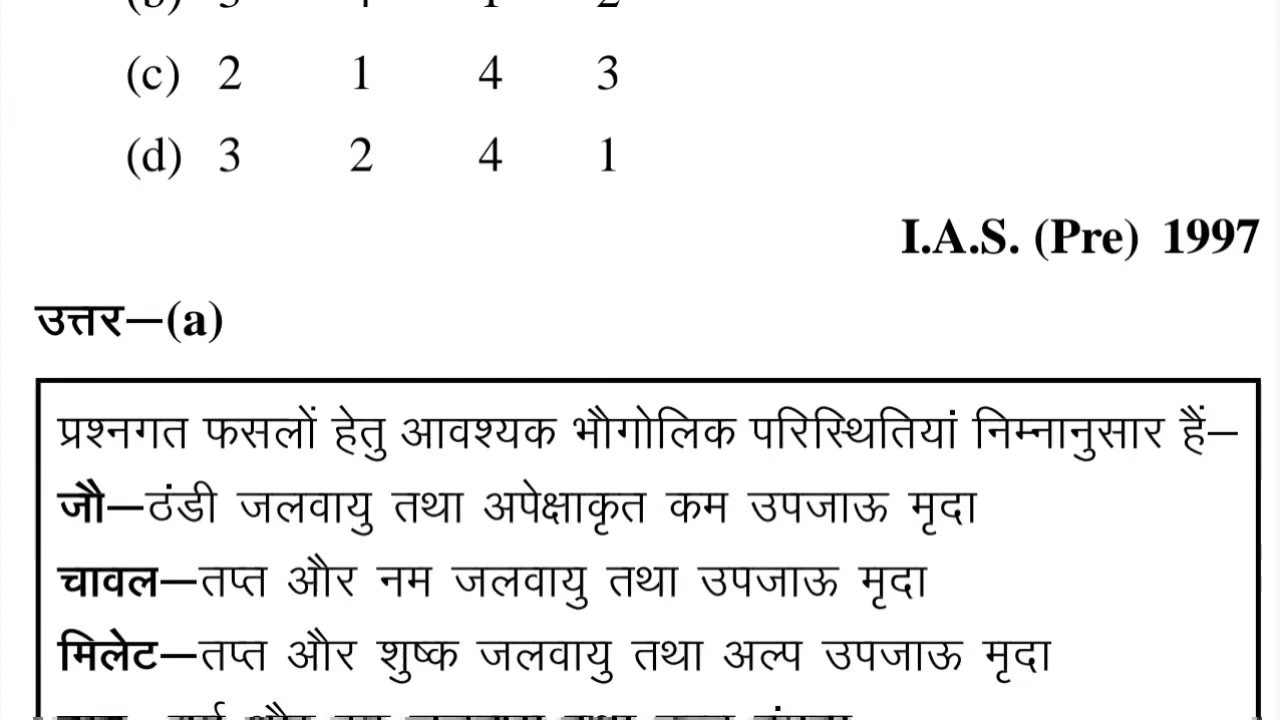 (c) 2 1 4 3
(d) 3 2 4 1
I.A.S. (Pre) 1997
उत्तर—(a)
प्रश्नगत फसलों हेतु आवश्यक भौगोलिक परिस्थितियां निम्नानुसार हैं—
जौ—ठंडी जलवायु तथा अपेक्षाकृत कम उपजाऊ मृदा
चावल—तप्त और नम जलवायु तथा उपजाऊ मृदा
मिलेट—तप्त और शुष्क जलवायु तथा अल्प उपजाऊ मृदा